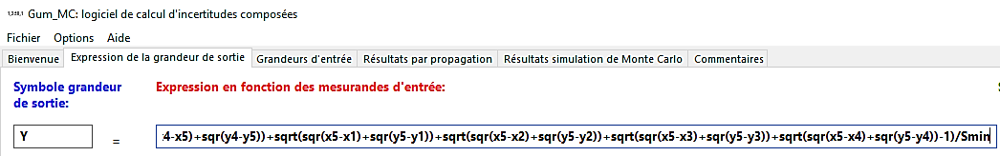 Gum_MC: logiciel de calcul d'incertitudes composées
Fichier Options Aide
Bienvenue Expression de la grandeur de sortie Grandeurs d'entrée Résultats par propagation Résultats simulation de Monte Carlo Commentaires
Symbole grandeur de sortie:
Expression en fonction des mesurandes d'entrée:
Y = 4-x5)+sqr(y4-y5))+sqrt(sqr(x5-x1)+sqr(y5-y1))+sqrt(sqr(x5-x2)+sqr(y5-y2))+sqrt(sqr(x5-x3)+sqr(y5-y3))+sqrt(sqr(x5-x4)+sqr(y5-y4))-1)/Smin